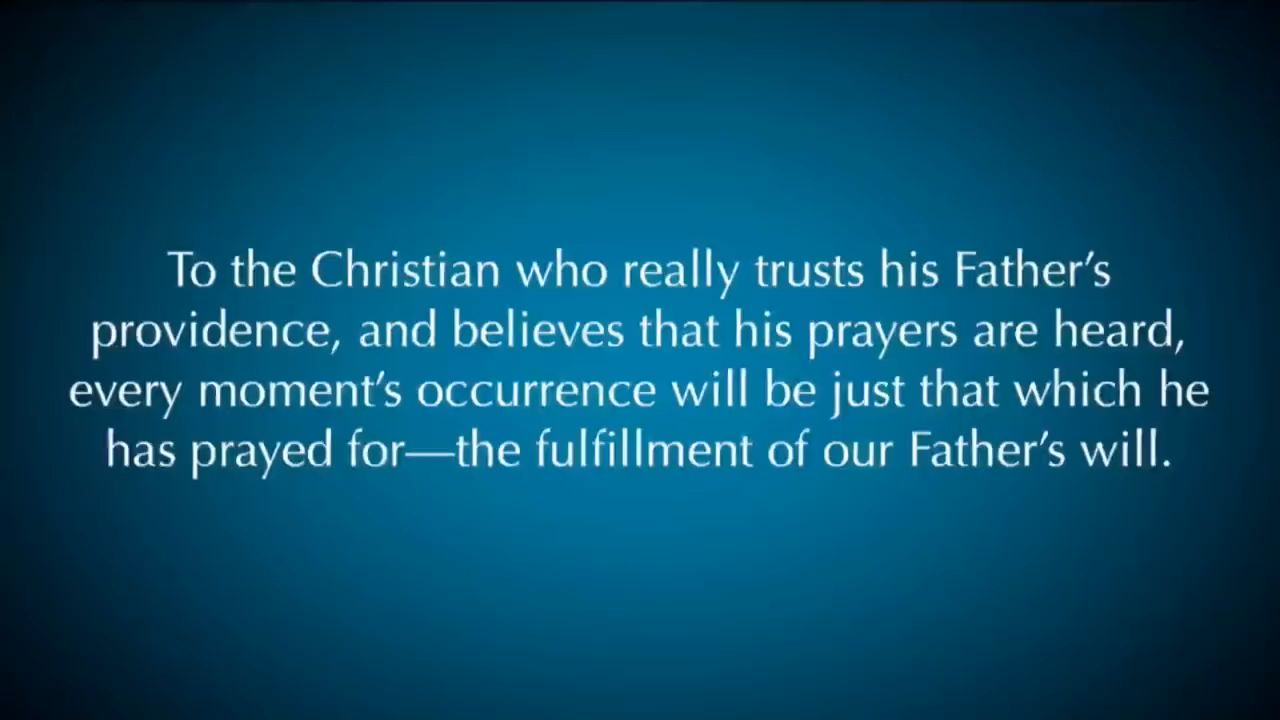 To the Christian who really trusts his Father’s
providence, and believes that his prayers are heard,
every moment’s occurrence will be just that which he
has prayed for—the fulfillment of our Father’s will.